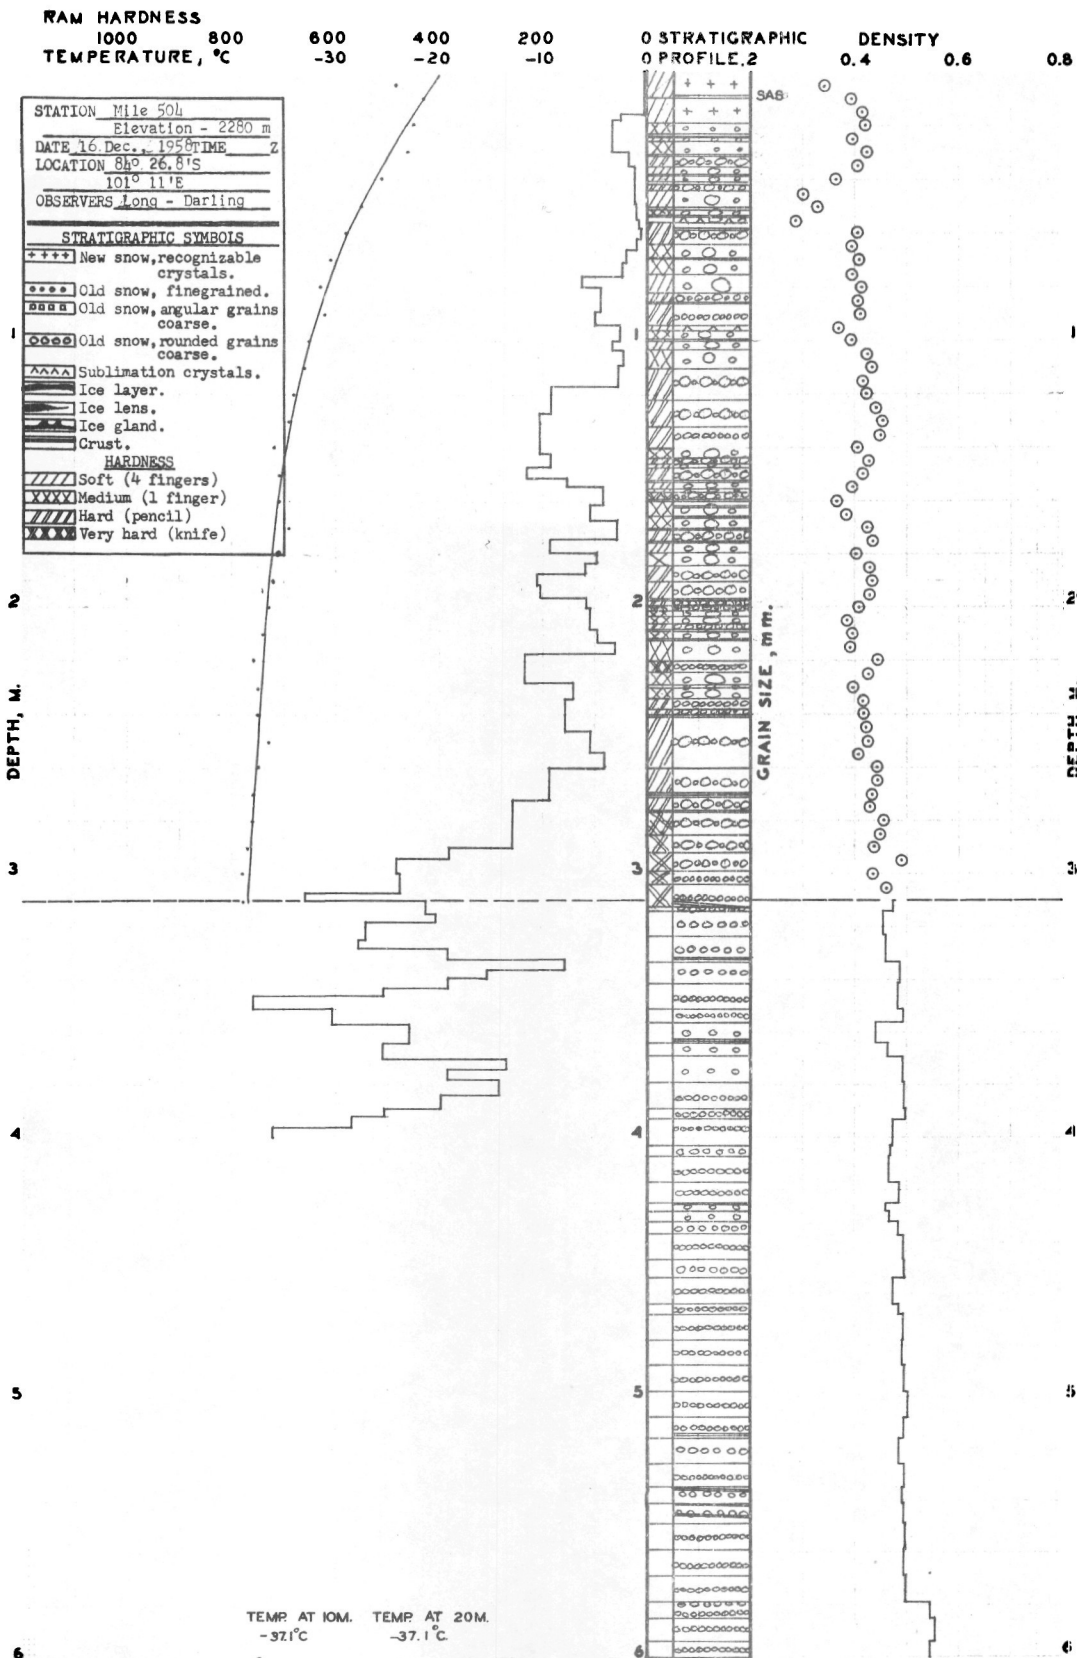 RAM HARDNESS
1000 800 600 400 200 0 STRATIGRAPHIC DENSITY
TEMPERATURE, °C -30 -20 -10 0 PROFILE, 2 0.4 0.6 0.8
SAS
STATION Mile 504
Elevation - 2280 m
DATE 16 Dec., 1958 TIME Z
LOCATION 84° 26.8'S
101° 11'E
OBSERVERS Long - Darling
STRATIGRAPHIC SYMBOLS
New snow, recognizable
crystals.
Old snow, finegrained.
Old snow, angular grains
coarse.
Old snow, rounded grains
coarse.
Sublimation crystals.
Ice layer.
Ice lens.
Ice gland.
Crust.
HARDNESS
Soft (4 fingers)
Medium (1 finger)
Hard (pencil)
Very hard (knife)
1 1 1
2 2 2
DEPTH, M.
GRAIN SIZE, mm.
DEPTH M.
3 3 3
4 4 4
5 5 5
TEMP. AT 10M. TEMP. AT 20M.
-37.1°C -37.1°C.
6 6 6